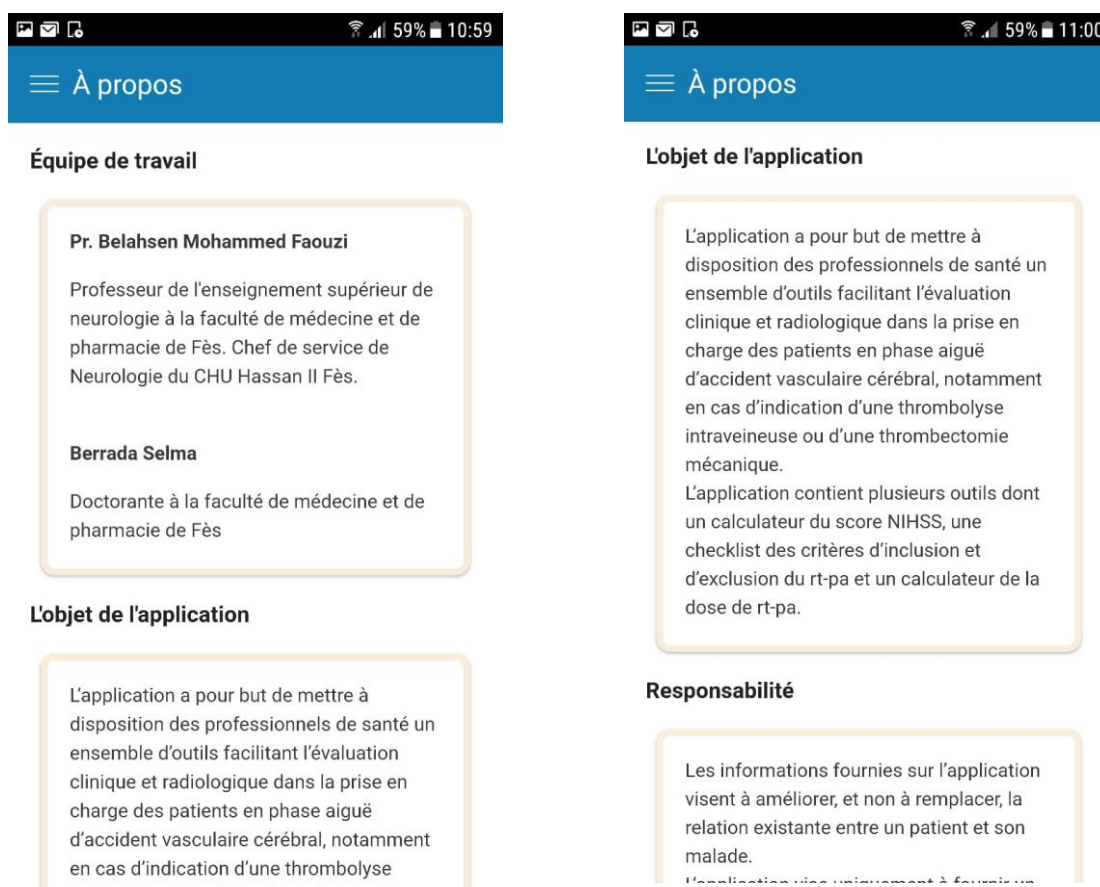 59% 10:59
À propos
Équipe de travail
Pr. Belahsen Mohammed Faouzi
Professeur de l'enseignement supérieur de
neurologie à la faculté de médecine et de
pharmacie de Fès. Chef de service de
Neurologie du CHU Hassan II Fès.
Berrada Selma
Doctorante à la faculté de médecine et de
pharmacie de Fès
L'objet de l'application
L’application a pour but de mettre à
disposition des professionnels de santé un
ensemble d’outils facilitant l’évaluation
clinique et radiologique dans la prise en
charge des patients en phase aiguë
d’accident vasculaire cérébral, notamment
en cas d’indication d’une thrombolyse
59% 11:00
À propos
L'objet de l'application
L’application a pour but de mettre à
disposition des professionnels de santé un
ensemble d’outils facilitant l’évaluation
clinique et radiologique dans la prise en
charge des patients en phase aiguë
d’accident vasculaire cérébral, notamment
en cas d’indication d’une thrombolyse
intraveineuse ou d’une thrombectomie
mécanique.
L’application contient plusieurs outils dont
un calculateur du score NIHSS, une
checklist des critères d’inclusion et
d’exclusion du rt-pa et un calculateur de la
dose de rt-pa.
Responsabilité
Les informations fournies sur l’application
visent à améliorer, et non à remplacer, la
relation existante entre un patient et son
malade.
L’application vise uniquement à fournir un